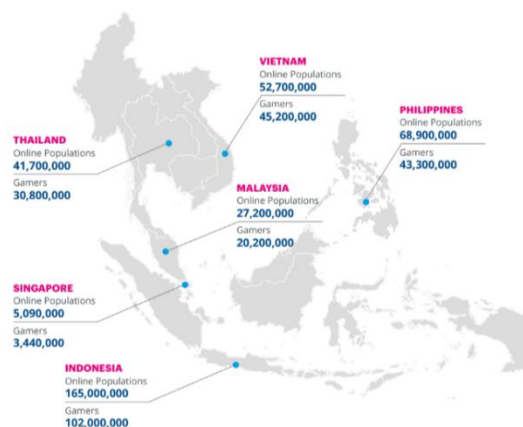 VIETNAM
Online Populations
52,700,000
Gamers
45,200,000
PHILIPPINES
Online Populations
68,900,000
Gamers
43,300,000
THAILAND
Online Populations
41,700,000
Gamers
30,800,000
MALAYSIA
Online Populations
27,200,000
Gamers
20,200,000
SINGAPORE
Online Populations
5,090,000
Gamers
3,440,000
INDONESIA
Online Populations
165,000,000
Gamers
102,000,000